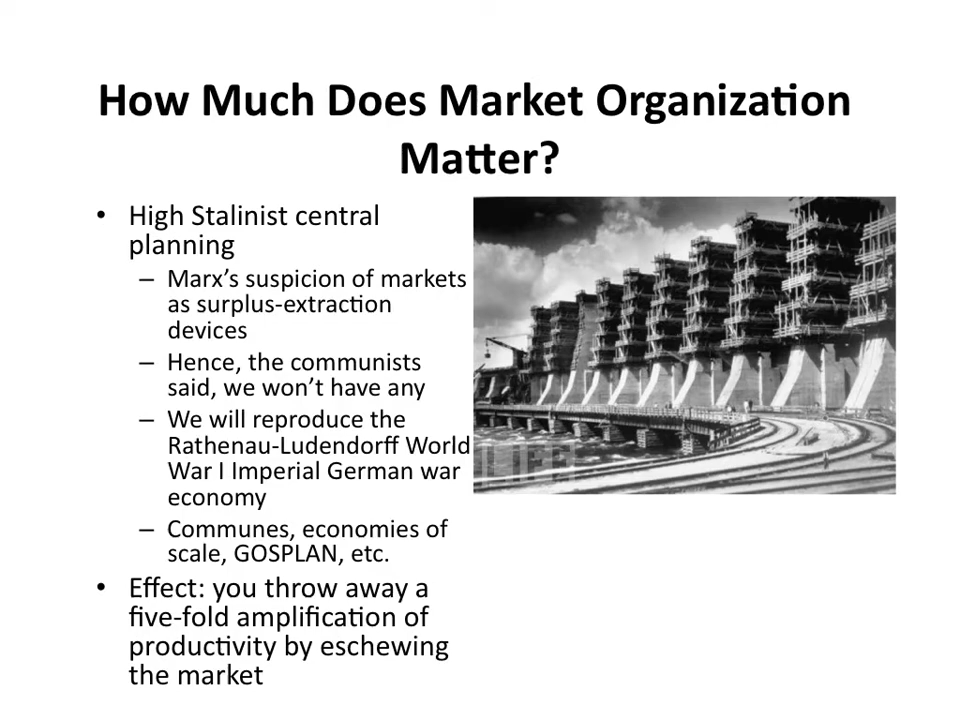 How Much Does Market Organization
Matter?
• High Stalinist central
planning
– Marx's suspicion of markets
as surplus-extraction
devices
– Hence, the communists
said, we won't have any
– We will reproduce the
Rathenau-Ludendorff World
War I Imperial German war
economy
– Communes, economies of
scale, GOSPLAN, etc.
• Effect: you throw away a
five-fold amplification of
productivity by eschewing
the market
LIFE